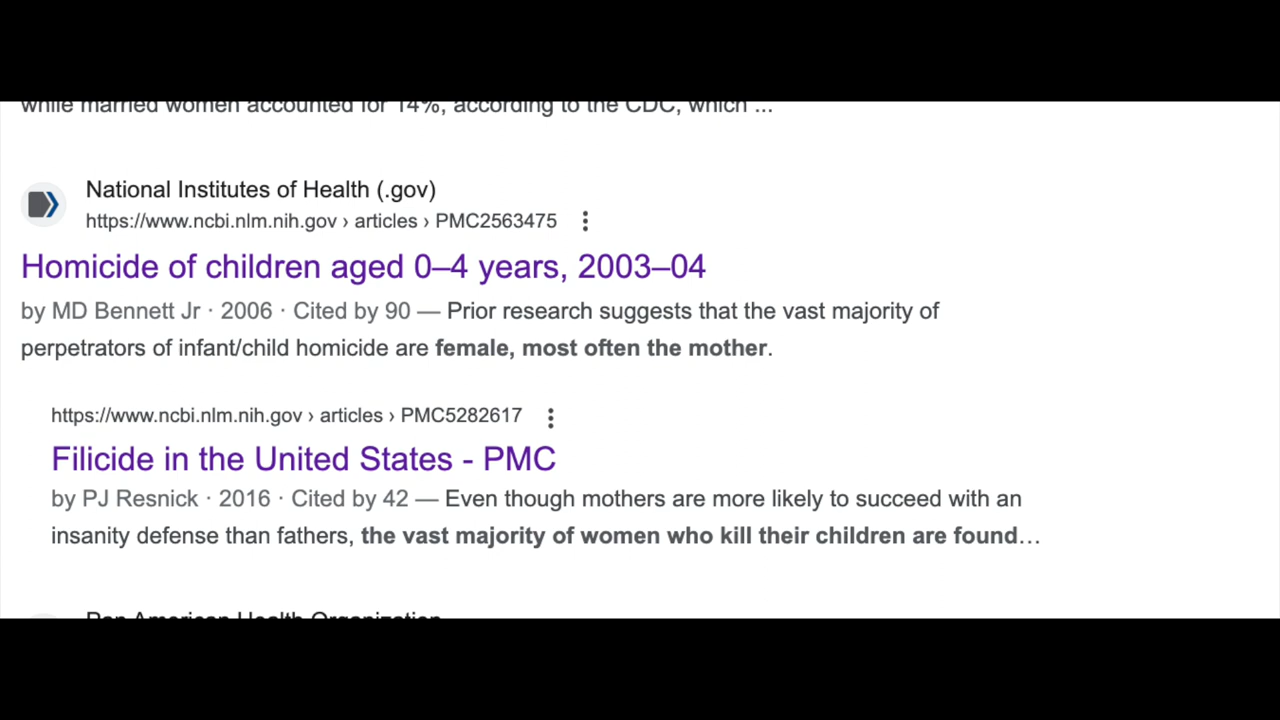 while married women accounted for 14%, according to the CDC, which ...
National Institutes of Health (.gov)
https://www.ncbi.nlm.nih.gov › articles › PMC2563475
Homicide of children aged 0–4 years, 2003–04
by MD Bennett Jr · 2006 · Cited by 90 — Prior research suggests that the vast majority of
perpetrators of infant/child homicide are female, most often the mother.
https://www.ncbi.nlm.nih.gov › articles › PMC5282617
Filicide in the United States - PMC
by PJ Resnick · 2016 · Cited by 42 — Even though mothers are more likely to succeed with an
insanity defense than fathers, the vast majority of women who kill their children are found...
Pan American Health Organization